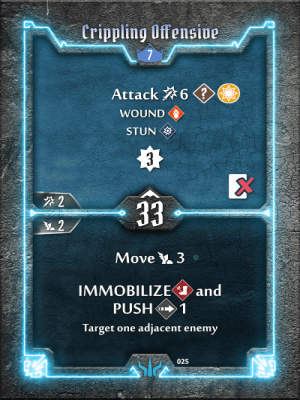 Crippling Offensive
7
Attack 6 ?
WOUND
STUN
3
2
33
2
Move 3
IMMOBILIZE and
PUSH 1
Target one adjacent enemy
025